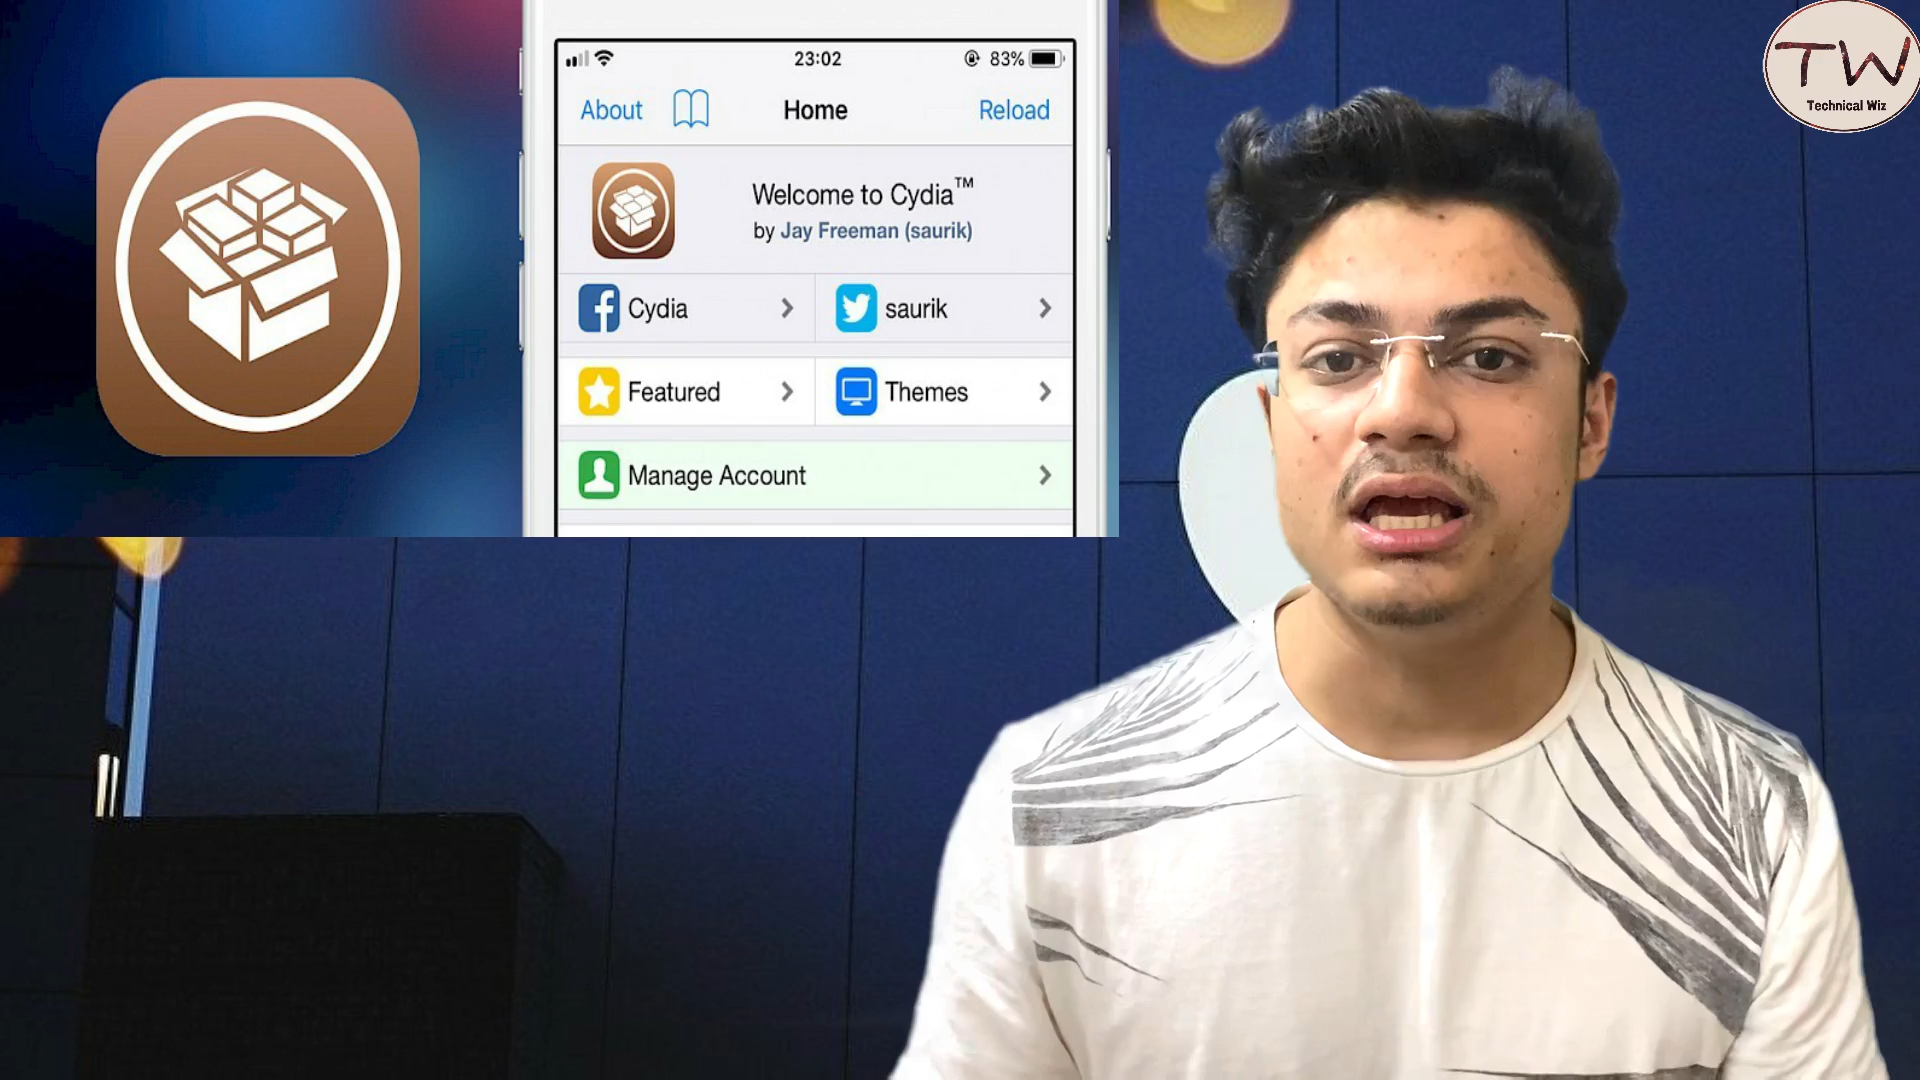 23:02
83%
About
Home
Reload
Welcome to Cydia™
by Jay Freeman (saurik)
Cydia
saurik
Featured
Themes
Manage Account
TW
Technical Wiz